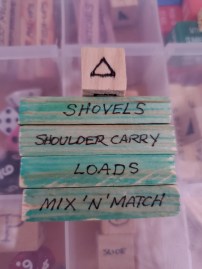 SHOVELS
SHOULDER CARRY
LOADS
MIX 'N' MATCH